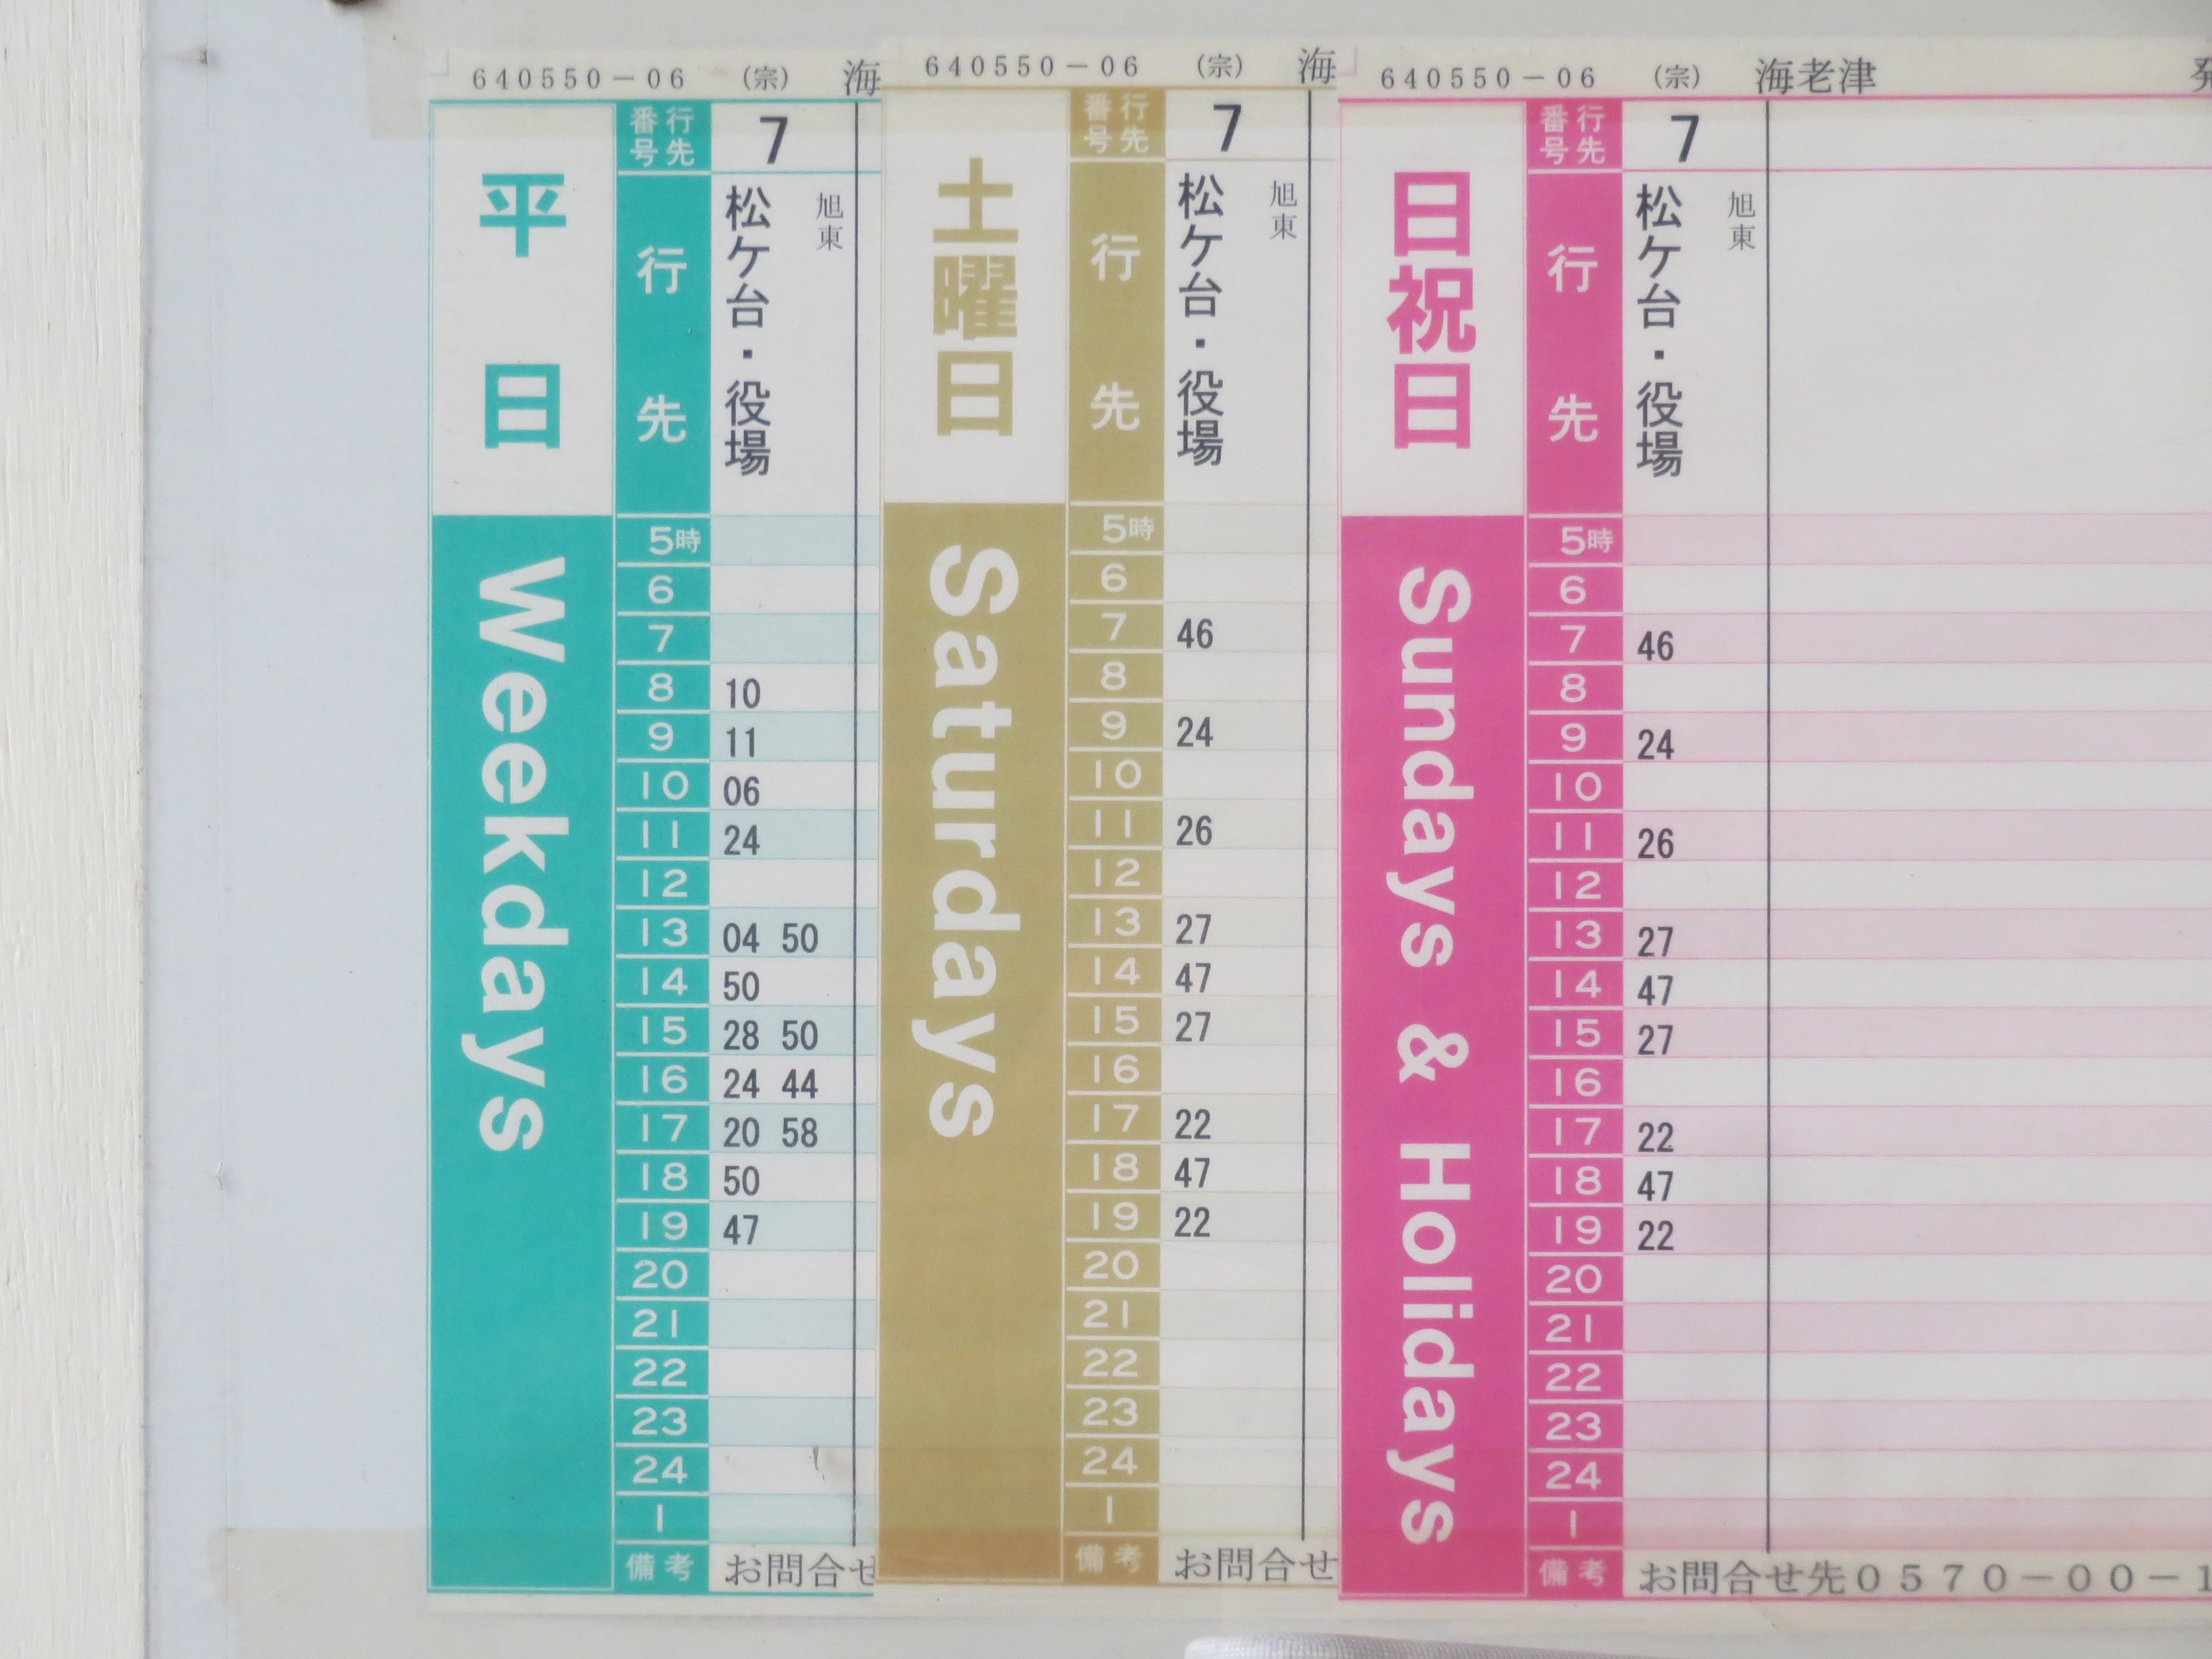 640550－06 (宗) 海
番号 行先 7
平日
行先
松ケ台・役場
旭東
Weekdays
5時
6
7
8 10
9 11
10 06
11 24
12
13 04 50
14 50
15 28 50
16 24 44
17 20 58
18 50
19 47
20
21
22
23
24
1
備考 お問合せ
640550－06 (宗) 海
番号 行先 7
土曜日
行先
松ケ台・役場
旭東
Saturdays
5時
6
7 46
8
9 24
10
11 26
12
13 27
14 47
15 27
16
17 22
18 47
19 22
20
21
22
23
24
1
備考 お問合せ
640550－06 (宗) 海老津
番号 行先 7
日祝日
行先
松ケ台・役場
旭東
Sundays & Holidays
5時
6
7 46
8
9 24
10
11 26
12
13 27
14 47
15 27
16
17 22
18 47
19 22
20
21
22
23
24
1
備考 お問合せ先０５７０－００－１